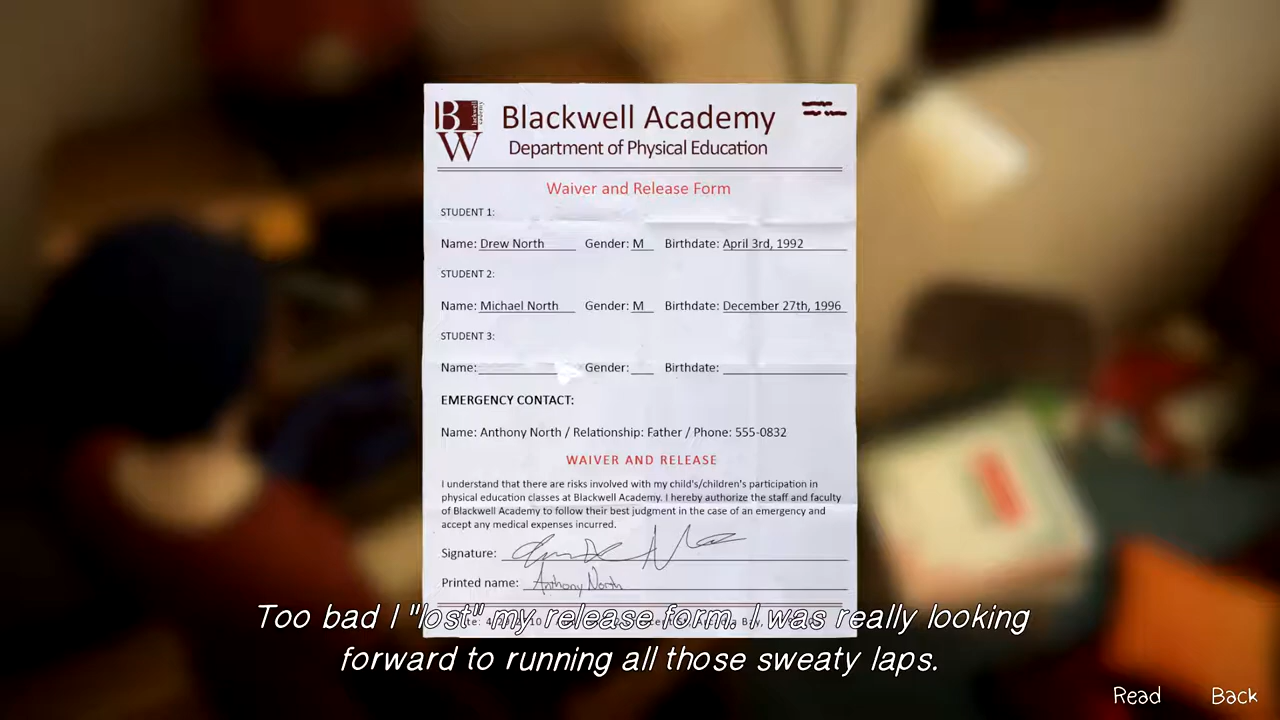 BW
Blackwell Academy
Department of Physical Education
Waiver and Release Form
STUDENT 1:
Name: Drew North Gender: M Birthdate: April 3rd, 1992
STUDENT 2:
Name: Michael North Gender: M Birthdate: December 27th, 1996
STUDENT 3:
Name: Gender: Birthdate:
EMERGENCY CONTACT:
Name: Anthony North / Relationship: Father / Phone: 555-0832
WAIVER AND RELEASE
I understand that there are risks involved with my child's/children's participation in
physical education classes at Blackwell Academy. I hereby authorize the staff and faculty
of Blackwell Academy to follow their best judgment in the case of an emergency and
accept any medical expenses incurred.
Signature:
Printed name: Anthony North
Too bad I "lost" my release form. I was really looking
forward to running all those sweaty laps.
Read Back